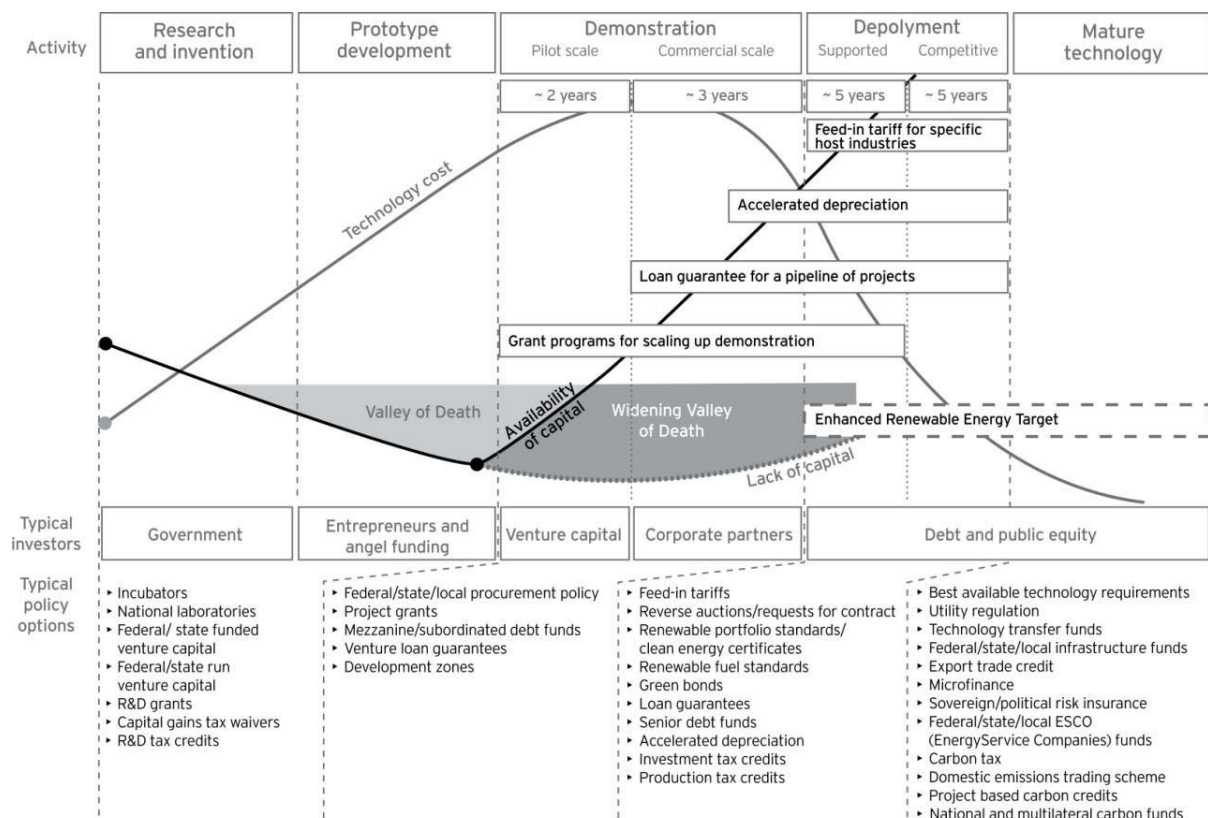 Activity
Research
and invention
Prototype
development
Demonstration
Pilot scale
Commercial scale
Depolyment
Supported
Competitive
Mature
technology
~ 2 years
~ 3 years
~ 5 years
~ 5 years
Feed-in tariff for specific
host industries
Technology cost
Accelerated depreciation
Loan guarantee for a pipeline of projects
Grant programs for scaling up demonstration
Valley of Death
Availability
of capital
Widening Valley
of Death
Enhanced Renewable Energy Target
Lack of capital
Typical
investors
Government
Entrepreneurs and
angel funding
Venture capital
Corporate partners
Debt and public equity
Typical
policy
options
‣ Incubators
‣ National laboratories
‣ Federal/ state funded
venture capital
‣ Federal/state run
venture capital
‣ R&D grants
‣ Capital gains tax waivers
‣ R&D tax credits
‣ Federal/state/local procurement policy
‣ Project grants
‣ Mezzanine/subordinated debt funds
‣ Venture loan guarantees
‣ Development zones
‣ Feed-in tariffs
‣ Reverse auctions/requests for contract
‣ Renewable portfolio standards/
clean energy certificates
‣ Renewable fuel standards
‣ Green bonds
‣ Loan guarantees
‣ Senior debt funds
‣ Accelerated depreciation
‣ Investment tax credits
‣ Production tax credits
‣ Best available technology requirements
‣ Utility regulation
‣ Technology transfer funds
‣ Federal/state/local infrastructure funds
‣ Export trade credit
‣ Microfinance
‣ Sovereign/political risk insurance
‣ Federal/state/local ESCO
(EnergyService Companies) funds
‣ Carbon tax
‣ Domestic emissions trading scheme
‣ Project based carbon credits
‣ National and multilateral carbon funds